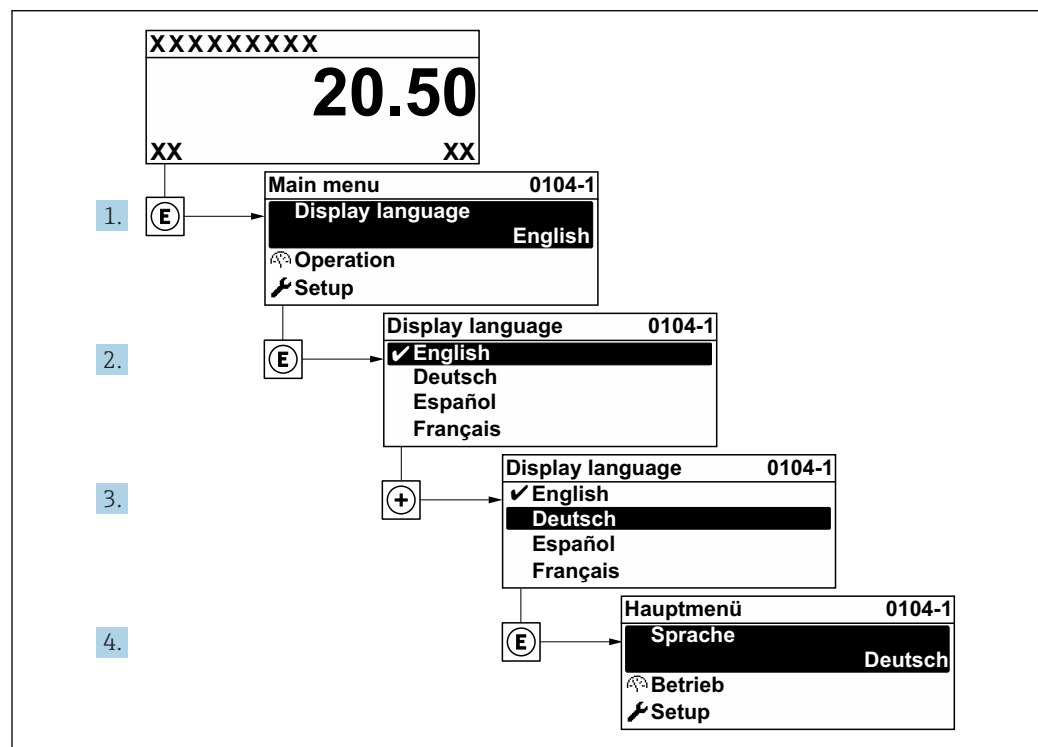 XXXXXXXXX
20.50
XX XX
1.
E
Main menu 0104-1
Display language
English
Operation
Setup
2.
E
Display language 0104-1
✔English
Deutsch
Español
Français
3.
+
Display language 0104-1
✔English
Deutsch
Español
Français
4.
E
Hauptmenü 0104-1
Sprache
Deutsch
Betrieb
Setup